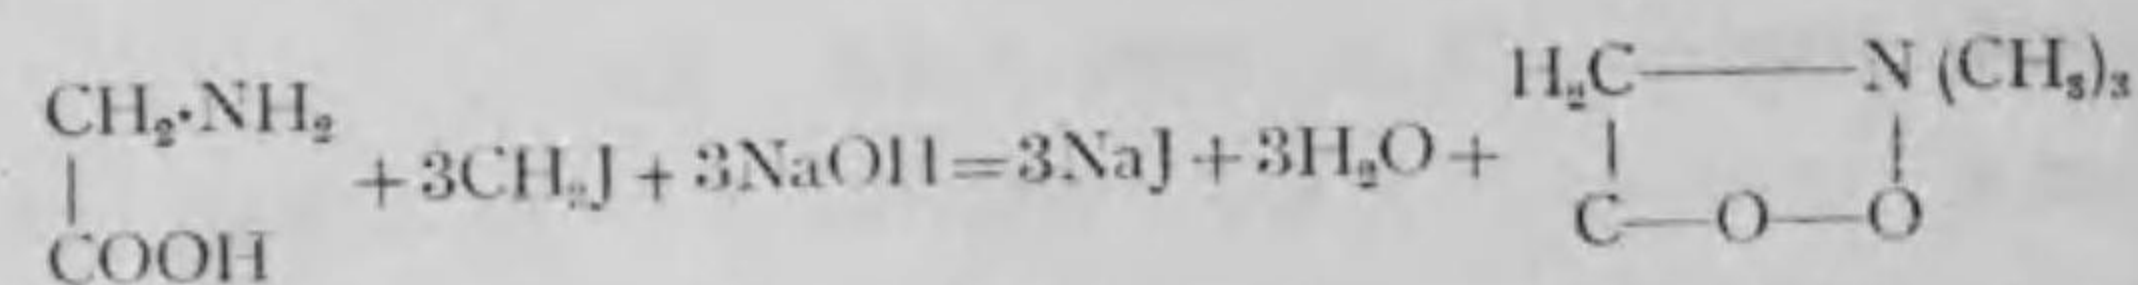 H₂C———N (CH₃)₃
CH₂·NH₂
+3CH₃J+3NaOH=3NaJ+3H₂O+
COOH
C—O—O